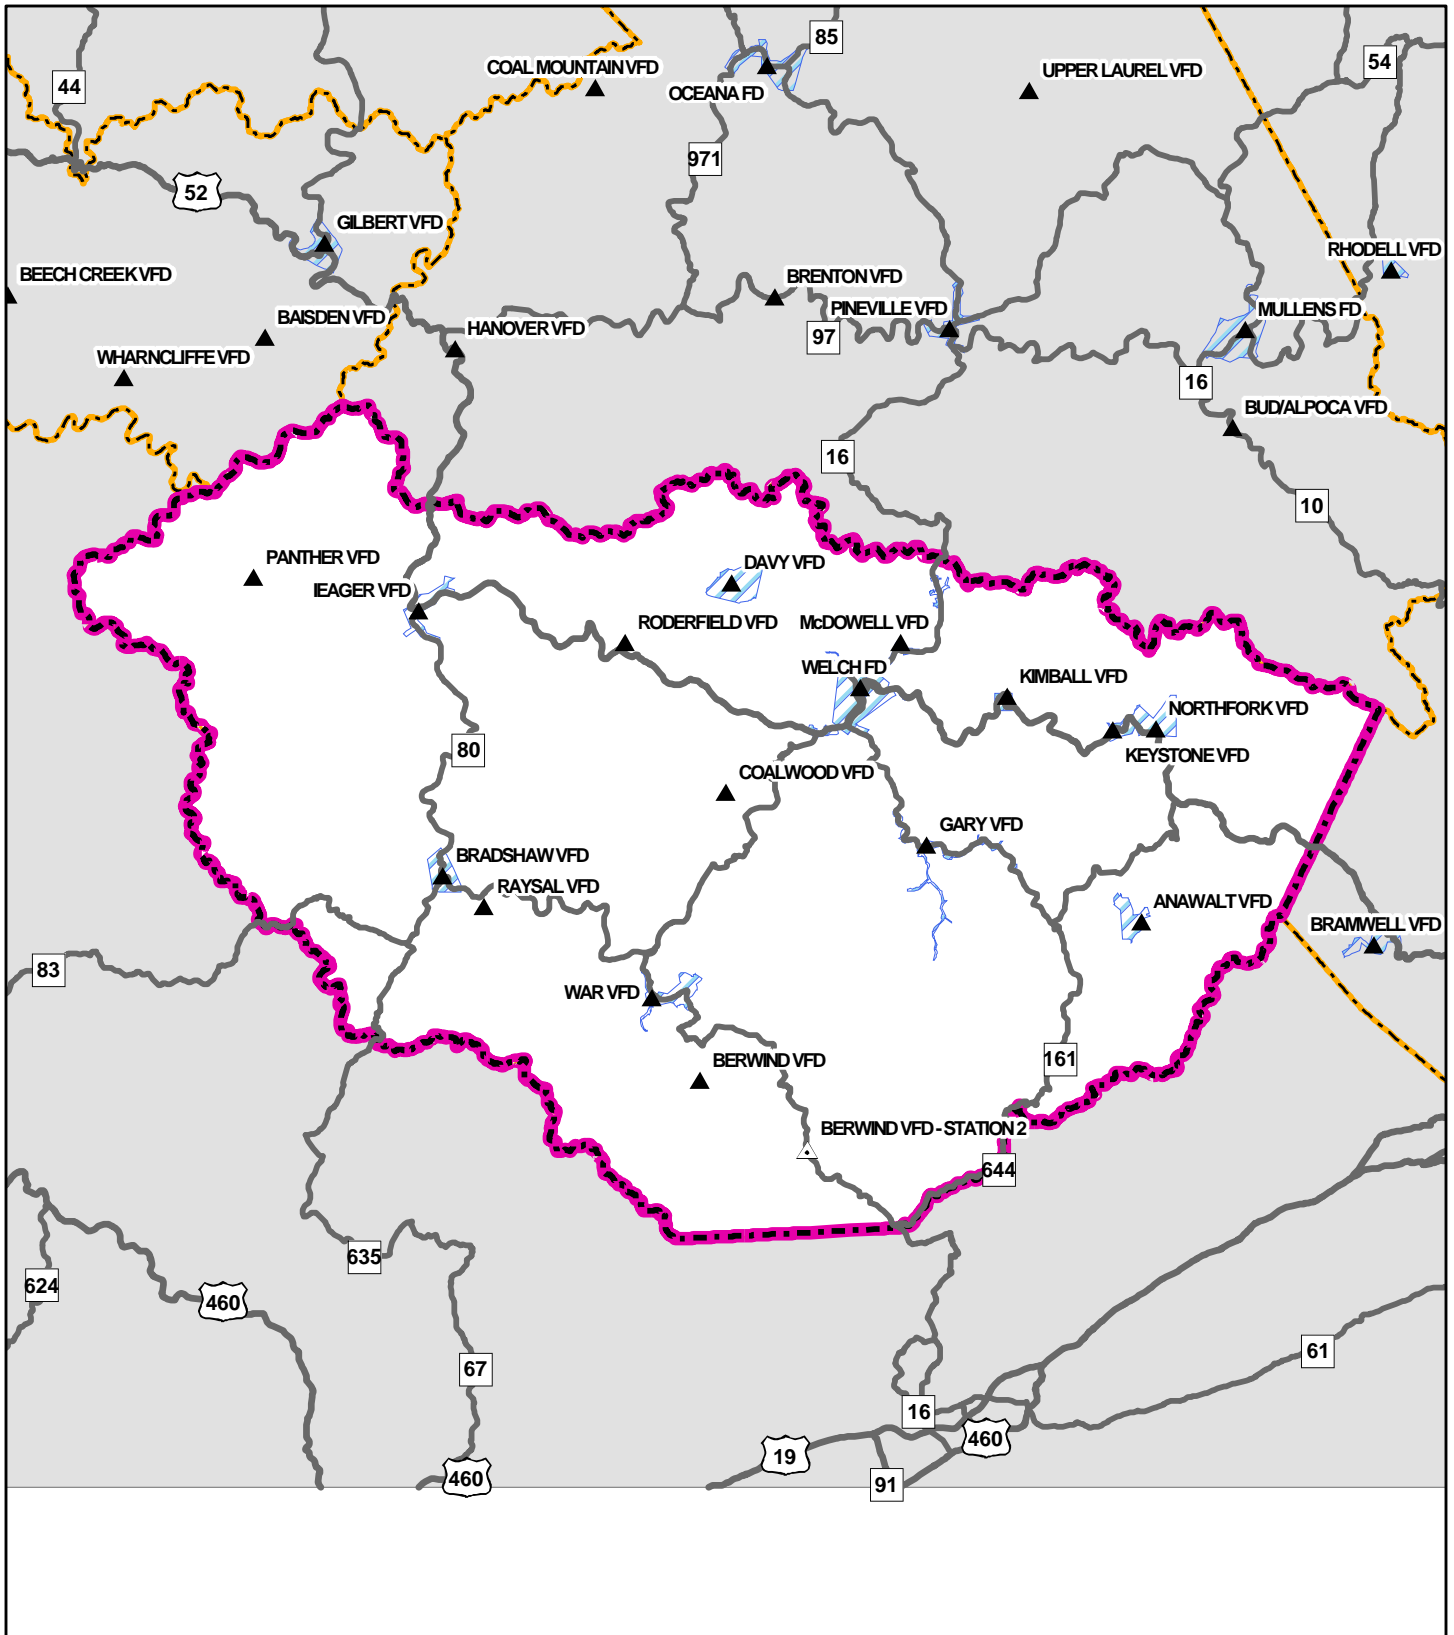 85
44
COAL MOUNTAIN VFD
UPPER LAUREL VFD
54
OCEANA FD
971
52
GILBERT VFD
RHODELL VFD
BEECH CREEK VFD
BRENTON VFD
BAISDEN VFD
PINEVILLE VFD
MULLENS FD
HANOVER VFD
97
WHARNCLIFFE VFD
16
BUD/ALPOCA VFD
16
10
PANTHER VFD
DAVY VFD
IEAGER VFD
RODERFIELD VFD
McDOWELL VFD
WELCH FD
KIMBALL VFD
NORTHFORK VFD
80
KEYSTONE VFD
COALWOOD VFD
GARY VFD
BRADSHAW VFD
RAYSAL VFD
ANAWALT VFD
BRAMWELL VFD
83
WAR VFD
BERWIND VFD
161
BERWIND VFD - STATION 2
644
635
624
460
61
67
16
460
19
460
91